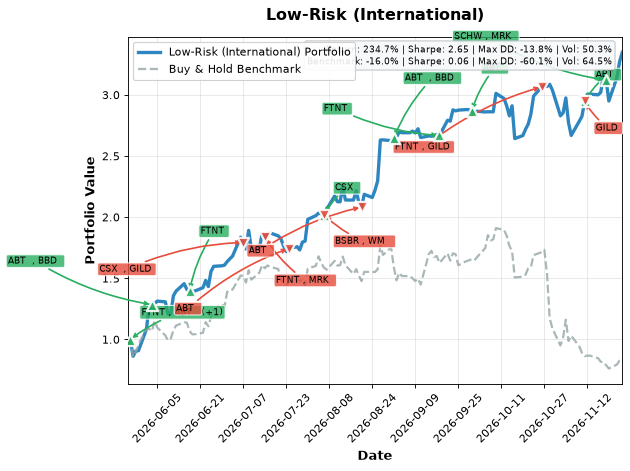 Low-Risk (International)
SCHW , MRK
Low-Risk (International) Portfolio
Buy & Hold Benchmark
: 234.7% | Sharpe: 2.65 | Max DD: -13.8% | Vol: 50.3%
Benchmark: -16.0% | Sharpe: 0.06 | Max DD: -60.1% | Vol: 64.5%
ABT , BBD
ABT
FTNT
GILD
FTNT , GILD
CSX
FTNT
BSBR , WM
ABT
ABT , BBD
CSX , GILD
FTNT , MRK
ABT
FTNT , (+1)
3.0
2.5
2.0
1.5
1.0
Portfolio Value
2026-06-05
2026-06-21
2026-07-07
2026-07-23
2026-08-08
2026-08-24
2026-09-09
2026-09-25
2026-10-11
2026-10-27
2026-11-12
Date